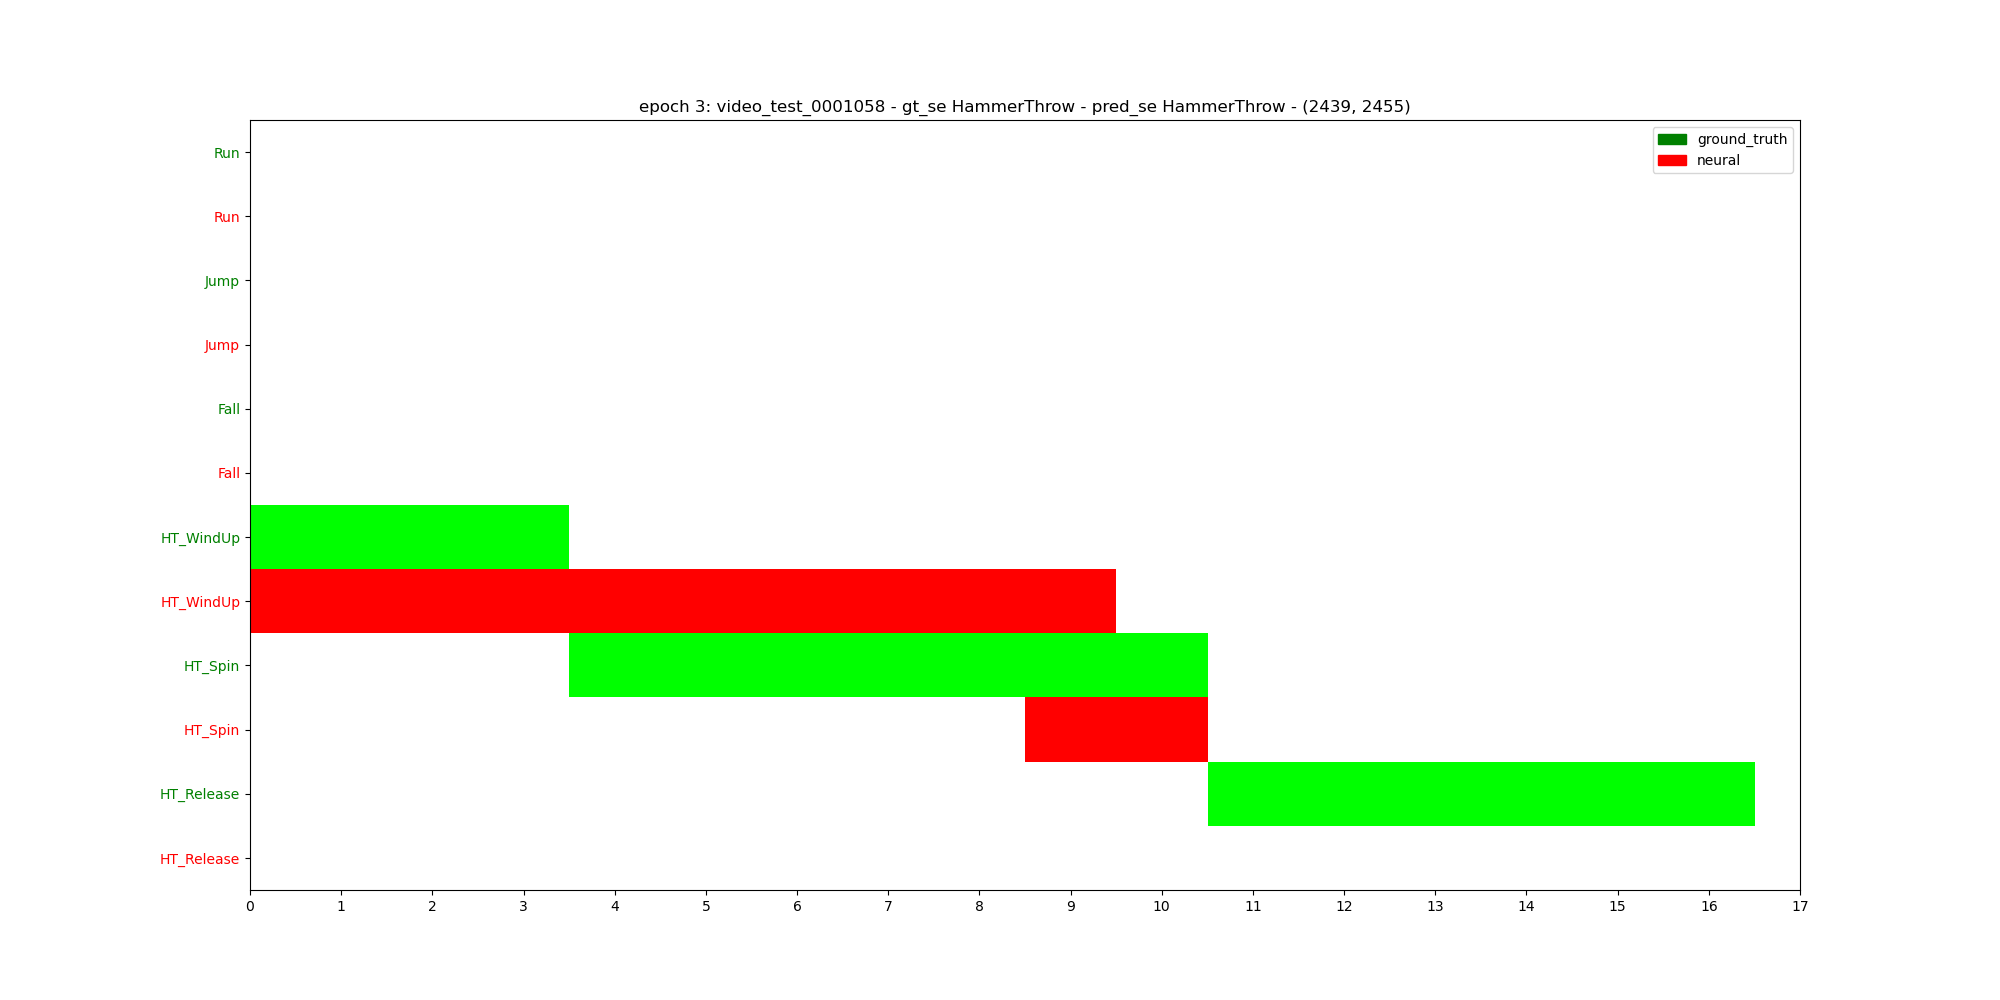 epoch 3: video_test_0001058 - gt_se HammerThrow - pred_se HammerThrow - (2439, 2455)
ground_truth
neural
Run
Run
Jump
Jump
Fall
Fall
HT_WindUp
HT_WindUp
HT_Spin
HT_Spin
HT_Release
HT_Release
0 1 2 3 4 5 6 7 8 9 10 11 12 13 14 15 16 17